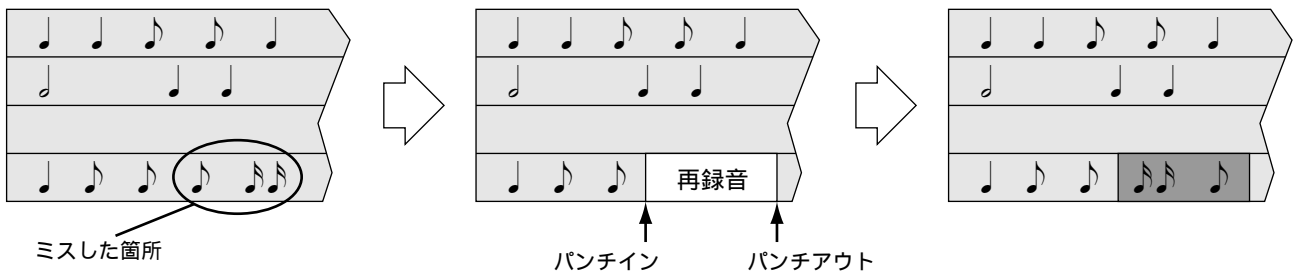 再録音
ミスした箇所
パンチイン
パンチアウト